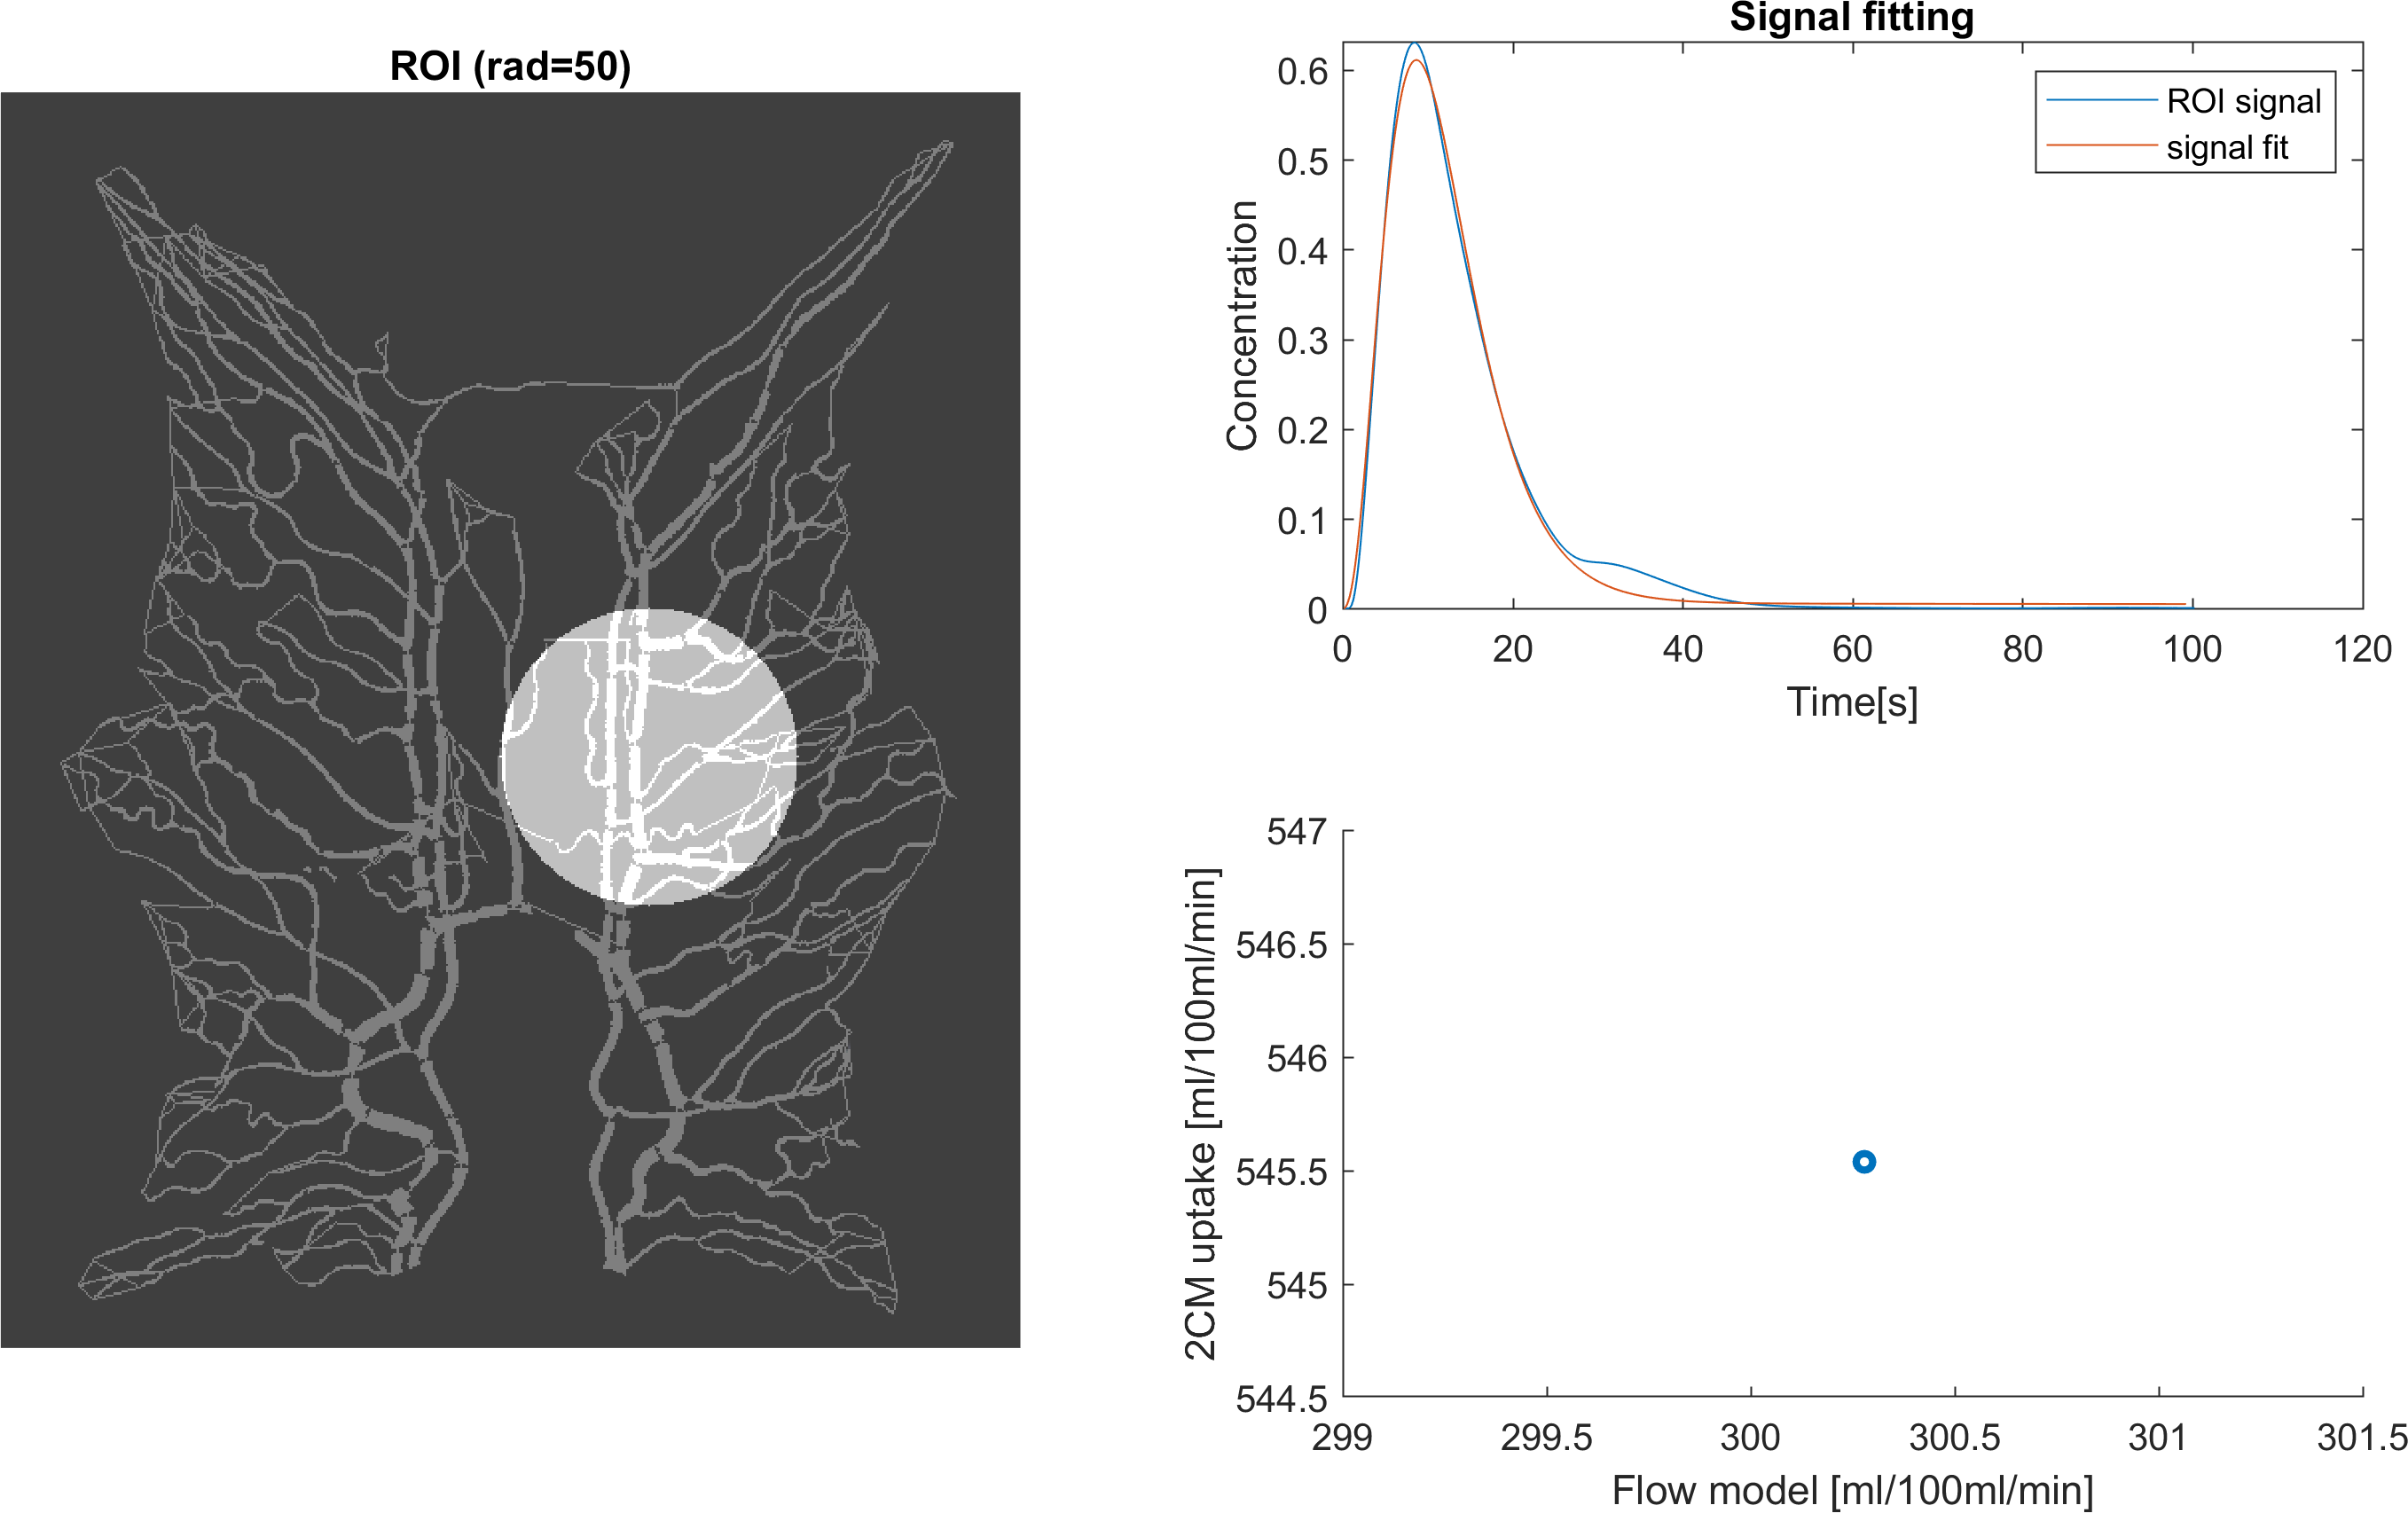 ROI (rad=50)
Signal fitting
0.6
0.5
0.4
0.3
0.2
0.1
0
Concentration
ROI signal
signal fit
0 20 40 60 80 100 120
Time[s]
547
546.5
546
545.5
545
544.5
2CM uptake [ml/100ml/min]
299 299.5 300 300.5 301 301.5
Flow model [ml/100ml/min]